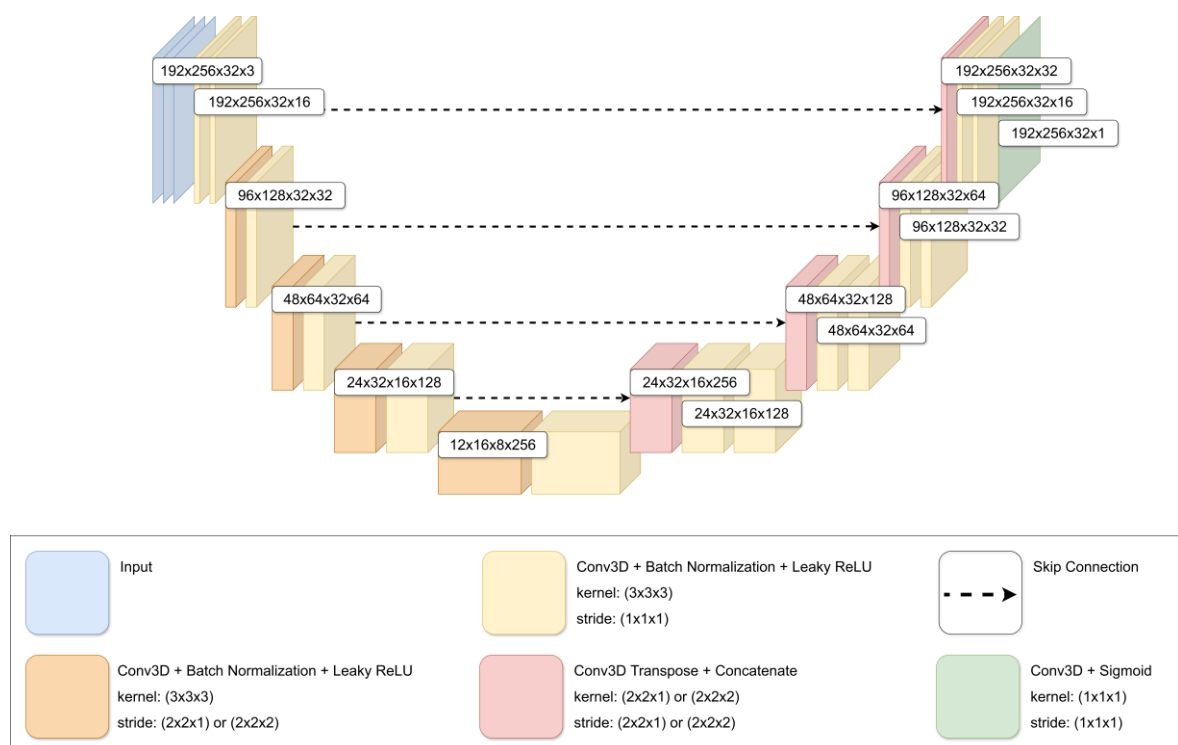 192x256x32x3
192x256x32x16
96x128x32x32
48x64x32x64
24x32x16x128
12x16x8x256
24x32x16x256
24x32x16x128
48x64x32x128
48x64x32x64
96x128x32x64
96x128x32x32
192x256x32x32
192x256x32x16
192x256x32x1
Input
Conv3D + Batch Normalization + Leaky ReLU
kernel: (3x3x3)
stride: (1x1x1)
Skip Connection
Conv3D + Batch Normalization + Leaky ReLU
kernel: (3x3x3)
stride: (2x2x1) or (2x2x2)
Conv3D Transpose + Concatenate
kernel: (2x2x1) or (2x2x2)
stride: (2x2x1) or (2x2x2)
Conv3D + Sigmoid
kernel: (1x1x1)
stride: (1x1x1)